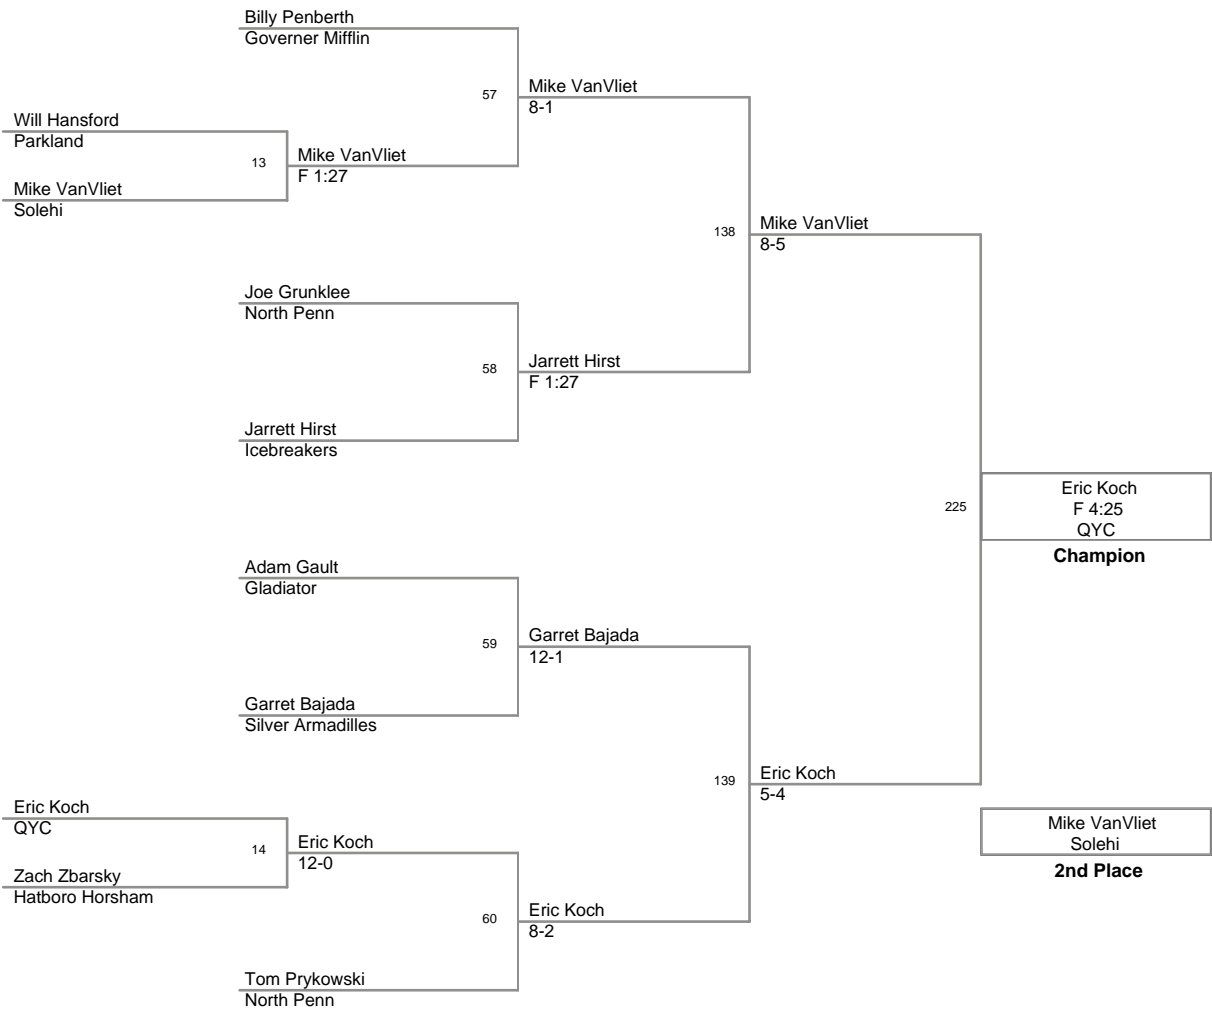 Billy Penberth
Governer Mifflin
57
Mike VanVliet
8-1
Will Hansford
Parkland
13
Mike VanVliet
F 1:27
Mike VanVliet
Solehi
138
Mike VanVliet
8-5
Joe Grunklee
North Penn
58
Jarrett Hirst
F 1:27
Jarrett Hirst
Icebreakers
225
Eric Koch
F 4:25
QYC
Champion
Adam Gault
Gladiator
59
Garret Bajada
12-1
Garret Bajada
Silver Armadilles
139
Eric Koch
5-4
Eric Koch
QYC
14
Eric Koch
12-0
Zach Zbarsky
Hatboro Horsham
Mike VanVliet
Solehi
2nd Place
60
Eric Koch
8-2
Tom Prykowski
North Penn